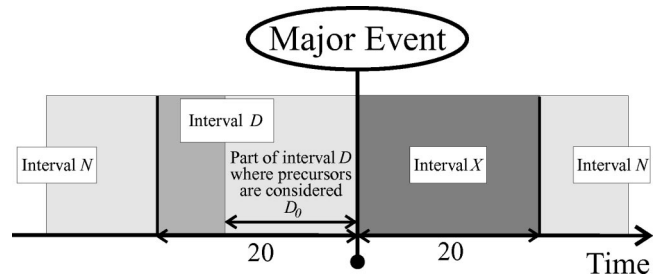 Major Event
Interval D
Interval N
Part of interval D
where precursors
are considered
D0
Interval X
Interval N
20
20
Time